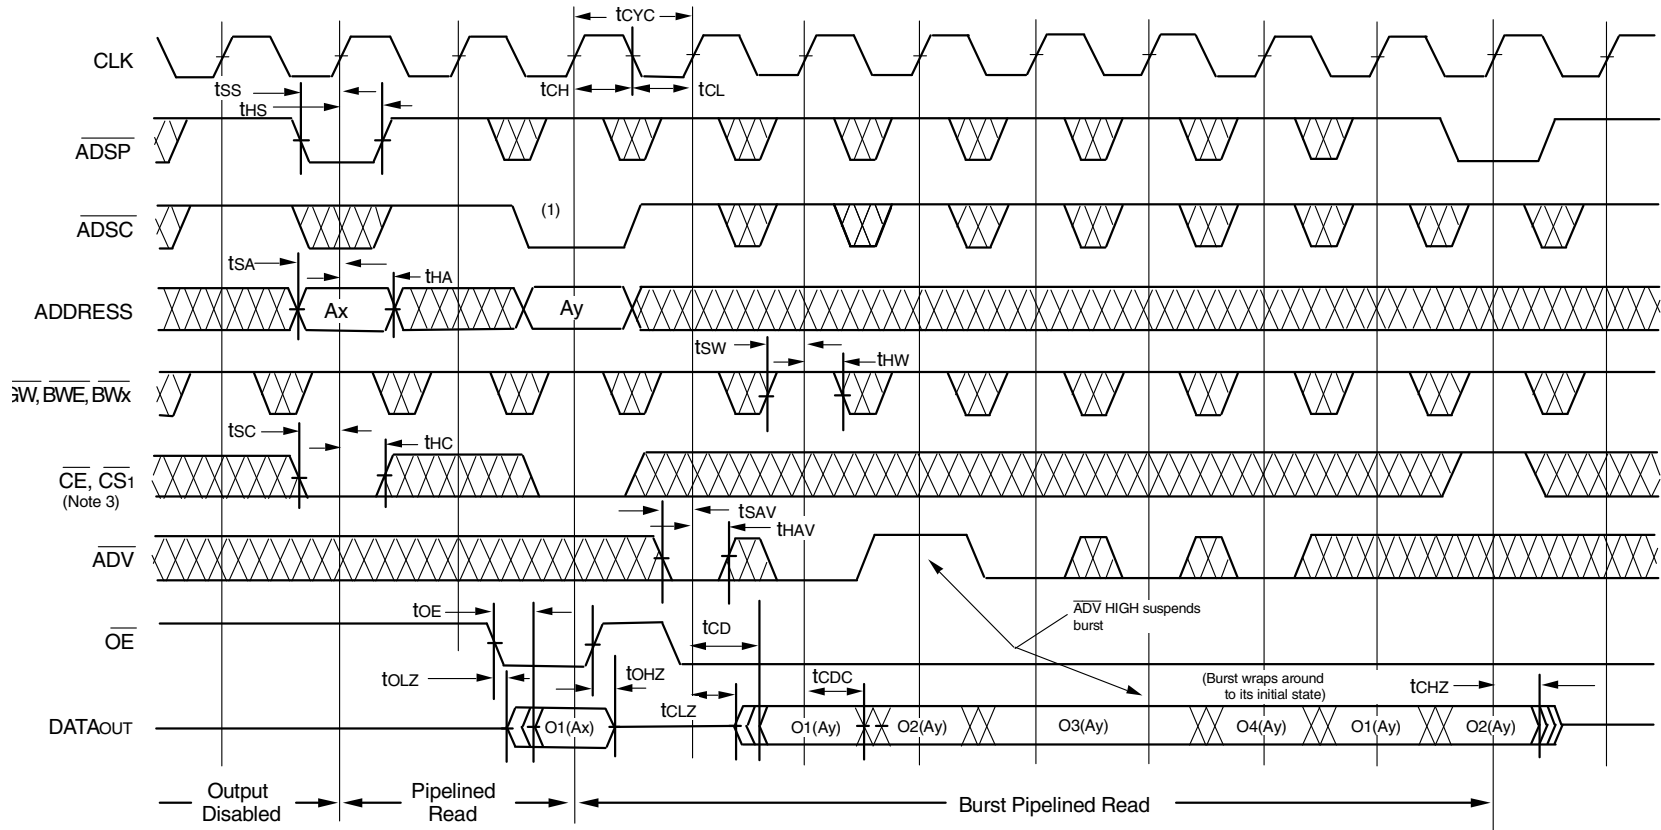 tCYC
CLK
tSS
tHS
tCH
tCL
ADSP
ADSC
(1)
tSA
tHA
ADDRESS
Ax
Ay
tSW
tHW
GW, BWE, BWx
tSC
tHC
CE, CS1
(Note 3)
tSAV
tHAV
ADV
tOE
ADV HIGH suspends
burst
OE
tCD
tOLZ
tOHZ
tCDC
(Burst wraps around
to its initial state)
tCHZ
tCLZ
DATAOUT
O1(Ax)
O1(Ay)
O2(Ay)
O3(Ay)
O4(Ay)
O1(Ay)
O2(Ay)
Output
Disabled
Pipelined
Read
Burst Pipelined Read